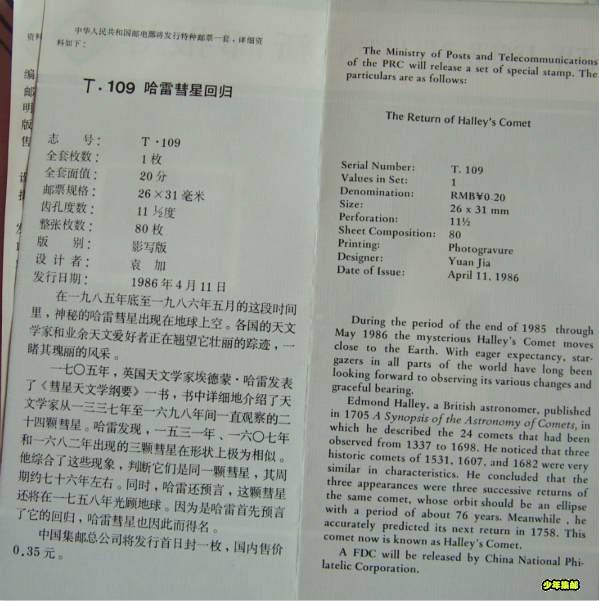 中华人民共和国邮电部将发行特种邮票一套，详细资
料如下：
T·109 哈雷彗星回归
志　号：　T·109
全套枚数：　1枚
全套面值：　20分
邮票规格：　26×31毫米
齿孔度数：　11½度
整张枚数：　80枚
版　别：　影写版
设 计 者：　袁　加
发行日期：　1986年4月11日
在一九八五年底至一九八六年五月的这段时间
里，神秘的哈雷彗星出现在地球上空。各国的天文
学家和业余天文爱好者正在翘望它壮丽的踪迹，一
睹其瑰丽的风采。
一七〇五年，英国天文学家埃德蒙·哈雷发表
了《彗星天文学纲要》一书，书中详细地介绍了天
文学家从一三三七年至一六九八年间一直观察的二
十四颗彗星。哈雷发现，一五三一年、一六〇七年
和一六八二年出现的三颗彗星在形状上极为相似。
他综合了这些现象，判断它们是同一颗彗星，其周
期约七十六年左右。同时，哈雷还预言，这颗彗星
还将在一七五八年光顾地球。因为是哈雷首先预言
了它的回归，哈雷彗星也因此而得名。
中国集邮总公司将发行首日封一枚，国内售价
0.35元。
The Ministry of Posts and Telecommunications
of the PRC will release a set of special stamp. The
particulars are as follows:
The Return of Halley's Comet
Serial Number: T. 109
Values in Set: 1
Denomination: RMB¥0.20
Size: 26 x 31 mm
Perforation: 11½
Sheet Composition: 80
Printing: Photogravure
Designer: Yuan Jia
Date of Issue: April 11, 1986
During the period of the end of 1985 through
May 1986 the mysterious Halley's Comet moves
close to the Earth. With eager expectancy, star-
gazers in all parts of the world have long been
looking forward to observing its various changes and
graceful bearing.
Edmond Halley, a British astronomer, published
in 1705 A Synopsis of the Astronomy of Comets, in
which he described the 24 comets that had been
observed from 1337 to 1698. He noticed that three
historic comets of 1531, 1607, and 1682 were very
similar in characteristics. He concluded that the
three appearances were three successive returns of
the same comet, whose orbit should be an ellipse
with a period of about 76 years. Meanwhile , he
accurately predicted its next return in 1758. This
comet now is known as Halley's Comet.
A FDC will be released by China National Phi-
latelic Corporation.
资料
编
邮
明
版
售
少年集邮